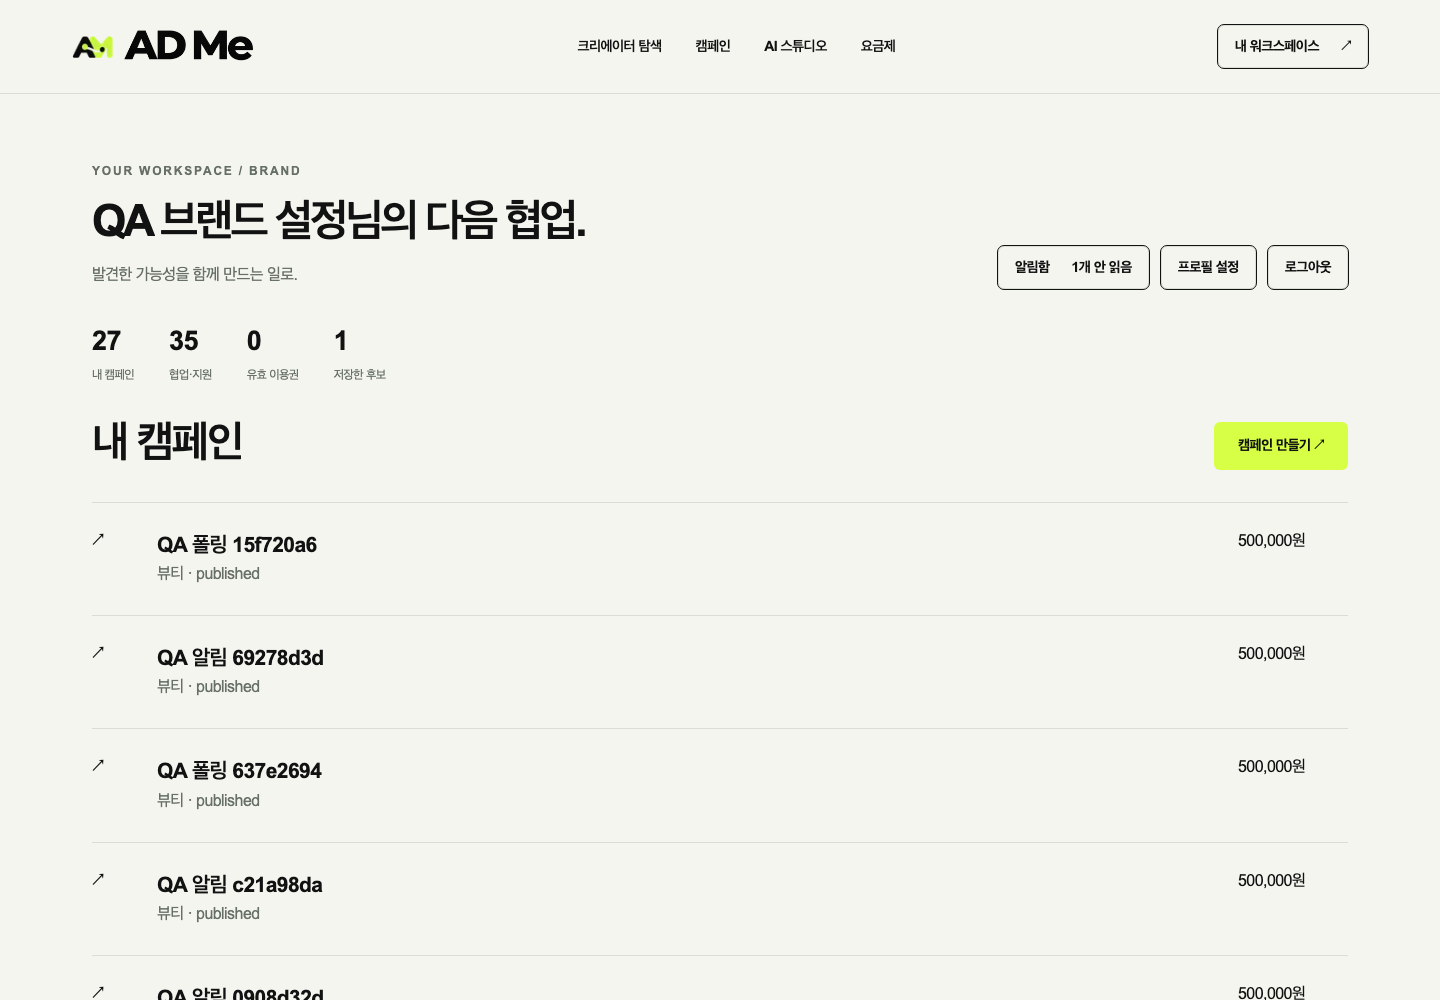 AD Me
크리에이터 탐색 캠페인 AI 스튜디오 요금제
내 워크스페이스 ↗
YOUR WORKSPACE / BRAND
QA 브랜드 설정님의 다음 협업.
발견한 가능성을 함께 만드는 일로.
알림함 1개 안 읽음 프로필 설정 로그아웃
27 35 0 1
내 캠페인 협업·지원 유효 이용권 저장한 후보
내 캠페인
캠페인 만들기 ↗
↗ QA 폴링 15f720a6 500,000원
뷰티 · published
↗ QA 알림 69278d3d 500,000원
뷰티 · published
↗ QA 폴링 637e2694 500,000원
뷰티 · published
↗ QA 알림 c21a98da 500,000원
뷰티 · published
↗ QA 알림 0908d32d 500,000원